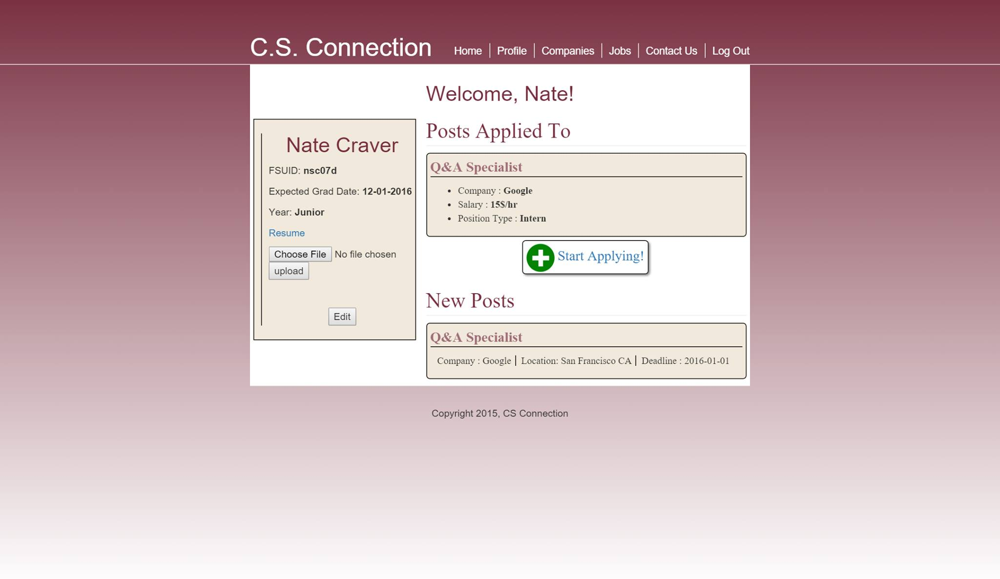 C.S. Connection
Home
Profile
Companies
Jobs
Contact Us
Log Out
Welcome, Nate!
Nate Craver
FSUID: nsc07d
Expected Grad Date: 12-01-2016
Year: Junior
Resume
Choose File No file chosen
upload
Edit
Posts Applied To
Q&A Specialist
Company : Google
Salary : 15$/hr
Position Type : Intern
Start Applying!
New Posts
Q&A Specialist
Company : Google
Location: San Francisco CA
Deadline : 2016-01-01
Copyright 2015, CS Connection